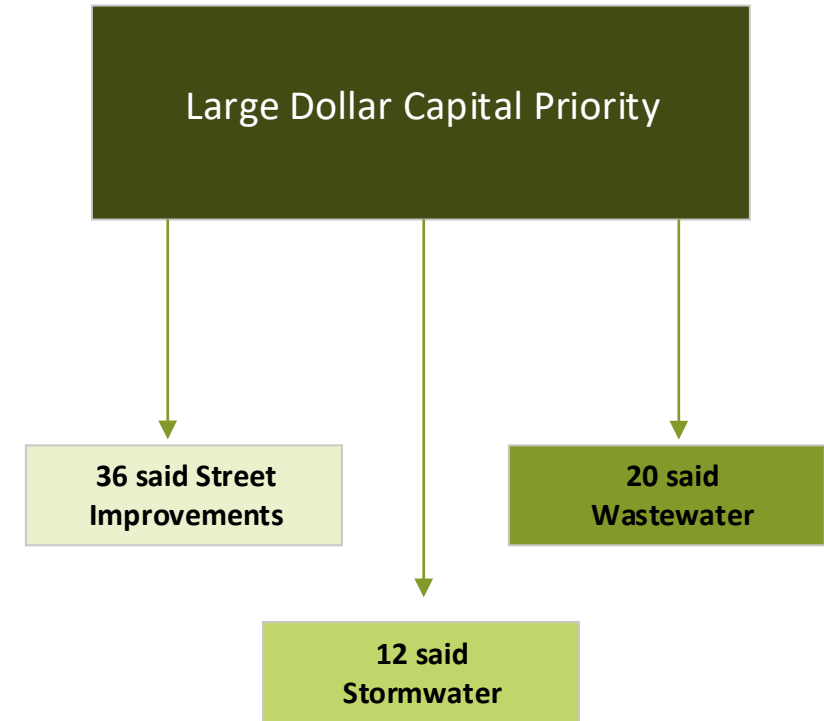 Large Dollar Capital Priority
36 said Street
Improvements
20 said
Wastewater
12 said
Stormwater